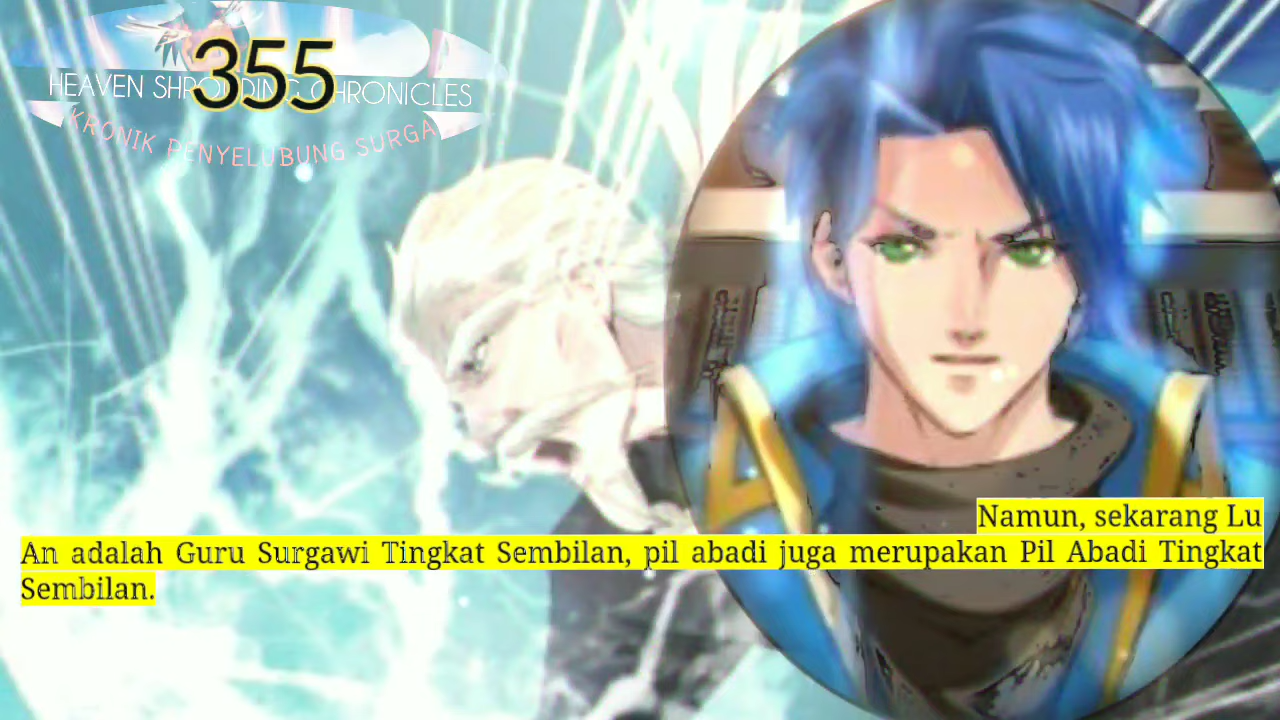 355
HEAVEN SHROUDING CHRONICLES
KRONIK PENYELUBUNG SURGA
Namun, sekarang Lu
An adalah Guru Surgawi Tingkat Sembilan, pil abadi juga merupakan Pil Abadi Tingkat
Sembilan.